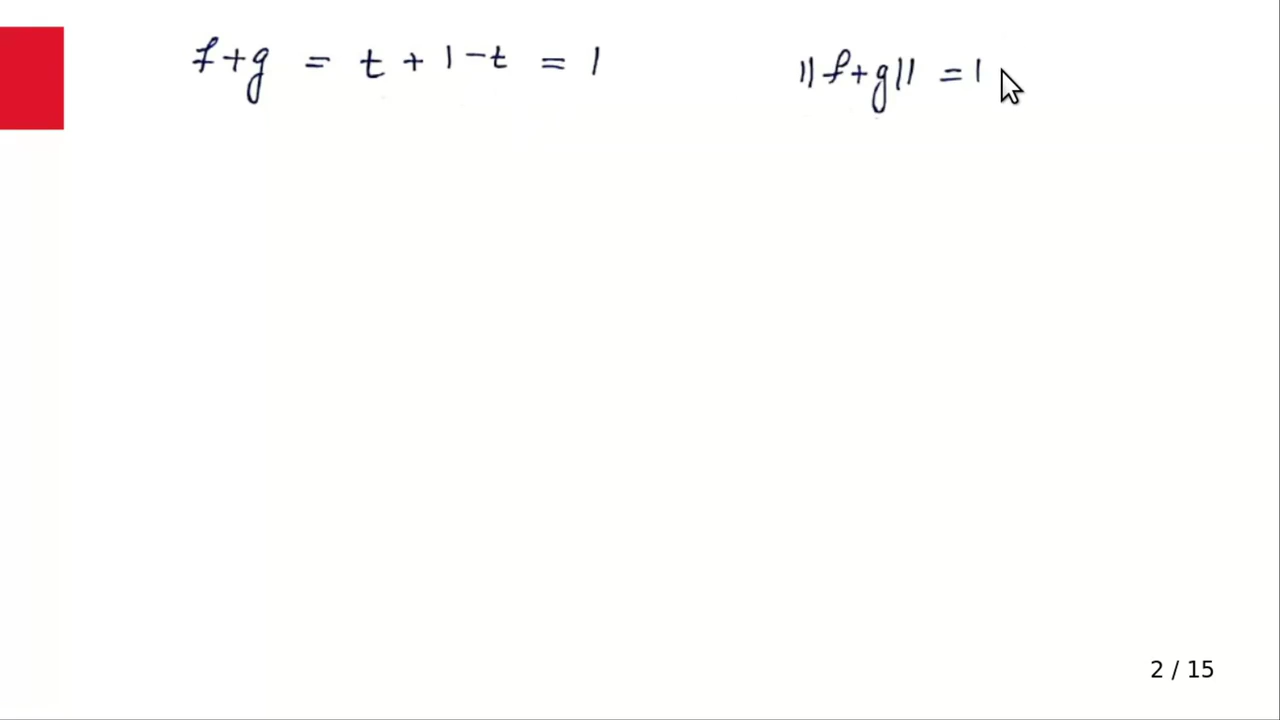 f+g = t + 1-t = 1
||f+g|| = 1
2 / 15